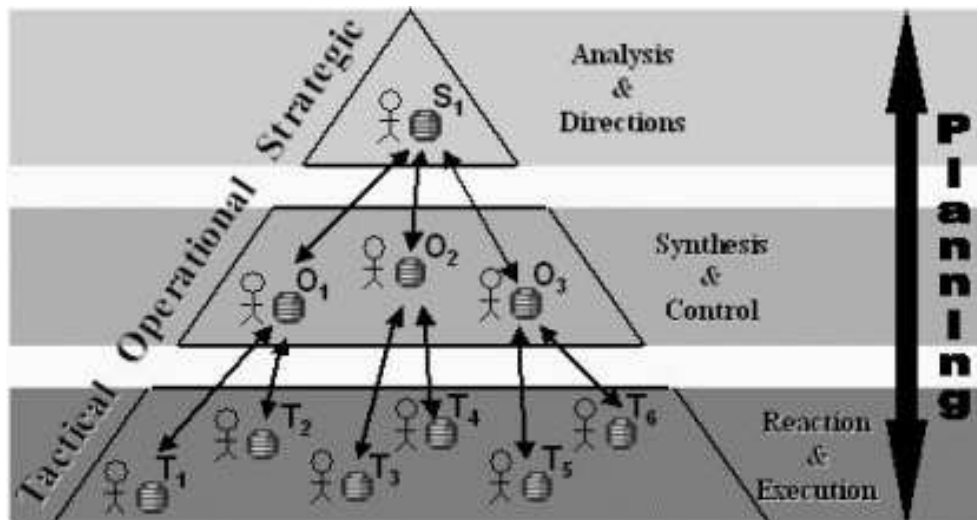 Strategic
S1
Analysis
&
Directions
Operational
O1
O2
O3
Synthesis
&
Control
Tactical
T1
T2
T3
T4
T5
T6
Reaction
&
Execution
Planning